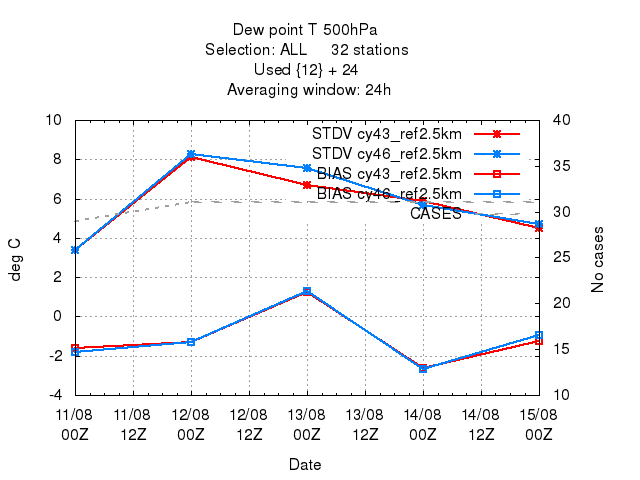 Dew point T 500hPa
Selection: ALL     32 stations
Used {12} + 24
Averaging window: 24h
STDV cy43_ref2.5km
STDV cy46_ref2.5km
BIAS cy43_ref2.5km
BIAS cy46_ref2.5km
CASES
deg C
10
8
6
4
2
0
-2
-4
40
35
30
25
20
15
10
No cases
11/08 11/08 12/08 12/08 13/08 13/08 14/08 14/08 15/08
00Z 12Z 00Z 12Z 00Z 12Z 00Z 12Z 00Z
Date